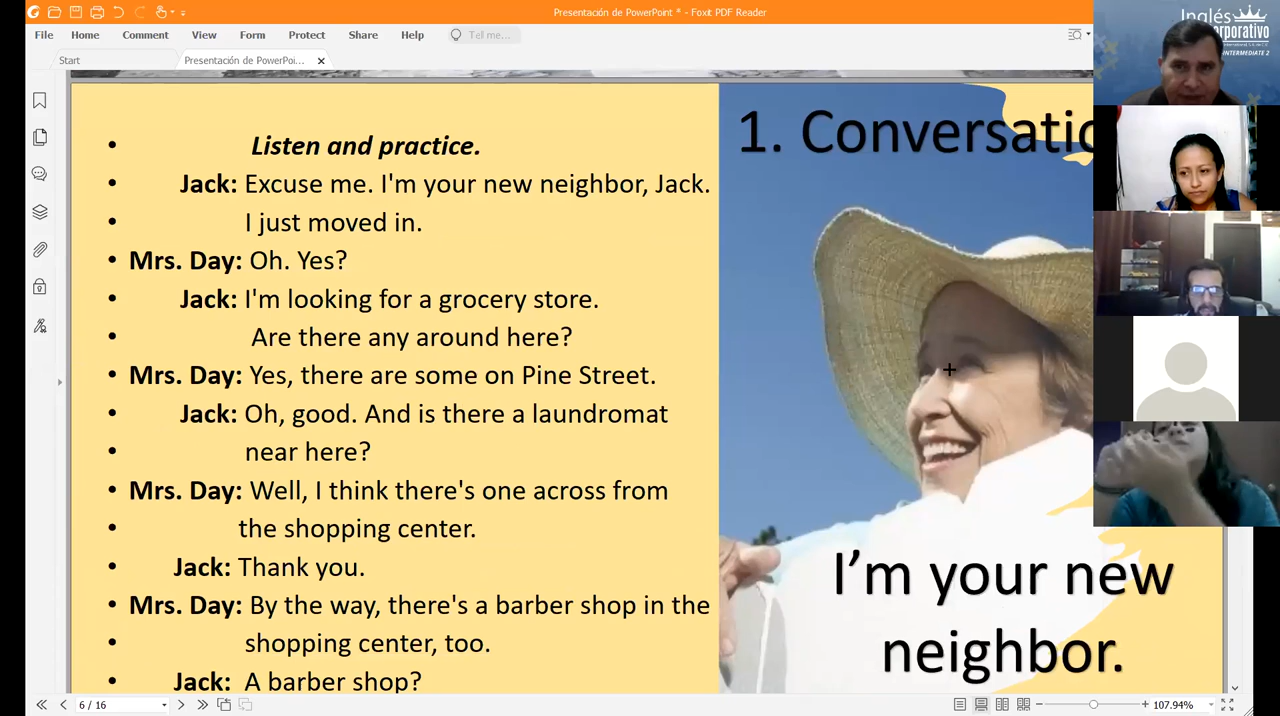 Presentación de PowerPoint * - Foxit PDF Reader
File Home Comment View Form Protect Share Help Tell me...
Start Presentación de PowerPoi...
Inglés
INTERMEDIATE 2
Listen and practice.
1. Conversatio
Jack: Excuse me. I'm your new neighbor, Jack.
I just moved in.
Mrs. Day: Oh. Yes?
Jack: I'm looking for a grocery store.
Are there any around here?
Mrs. Day: Yes, there are some on Pine Street.
Jack: Oh, good. And is there a laundromat
near here?
Mrs. Day: Well, I think there's one across from
the shopping center.
Jack: Thank you.
Mrs. Day: By the way, there's a barber shop in the
shopping center, too.
Jack: A barber shop?
I'm your new
neighbor.
6 / 16
107.94%